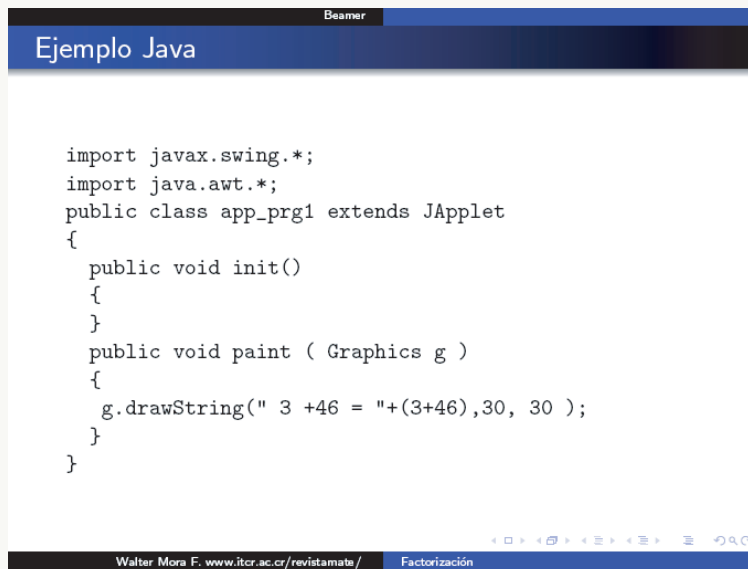 Beamer
Ejemplo Java
import javax.swing.*;
import java.awt.*;
public class app_prg1 extends JApplet
{
public void init()
{
}
public void paint ( Graphics g )
{
g.drawString(" 3 +46 = "+(3+46),30, 30 );
}
}
Walter Mora F. www.itcr.ac.cr/revistamate/ Factorización